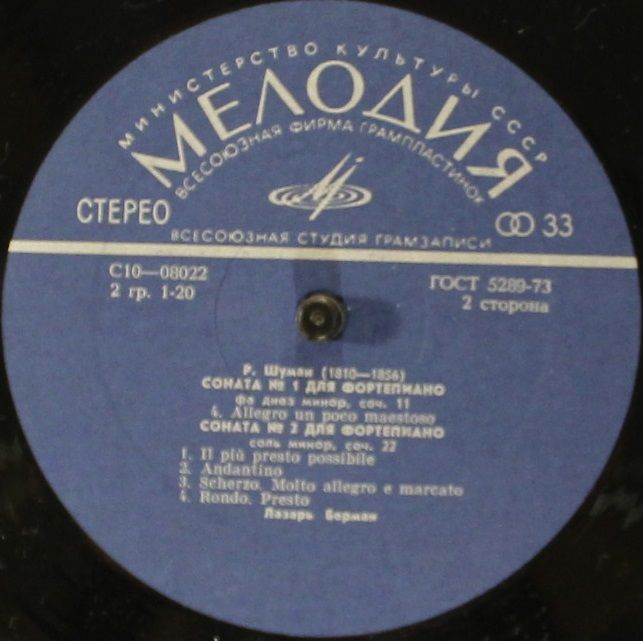 МИНИСТЕРСТВО КУЛЬТУРЫ СССР
МЕЛОДИЯ
ВСЕСОЮЗНАЯ ФИРМА ГРАМПЛАСТИНОК
СТЕРЕО
33
ВСЕСОЮЗНАЯ СТУДИЯ ГРАМЗАПИСИ
С10—08022
ГОСТ 5289-73
2 гр. 1-20
2 сторона
Р. Шуман (1810—1856)
СОНАТА № 1 ДЛЯ ФОРТЕПИАНО
фа диез минор, соч. 11
4. Allegro un poco maestoso
СОНАТА № 2 ДЛЯ ФОРТЕПИАНО
соль минор, соч. 22
1. Il più presto possibile
2. Andantino
3. Scherzo. Molto allegro e marcato
4. Rondo. Presto
Лазарь Берман